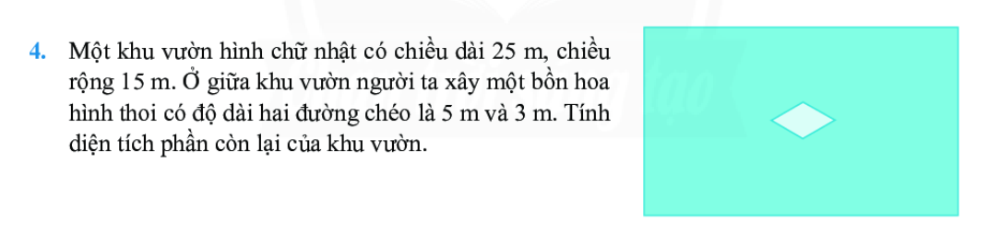 4. Một khu vườn hình chữ nhật có chiều dài 25 m, chiều
rộng 15 m. Ở giữa khu vườn người ta xây một bồn hoa
hình thoi có độ dài hai đường chéo là 5 m và 3 m. Tính
diện tích phần còn lại của khu vườn.